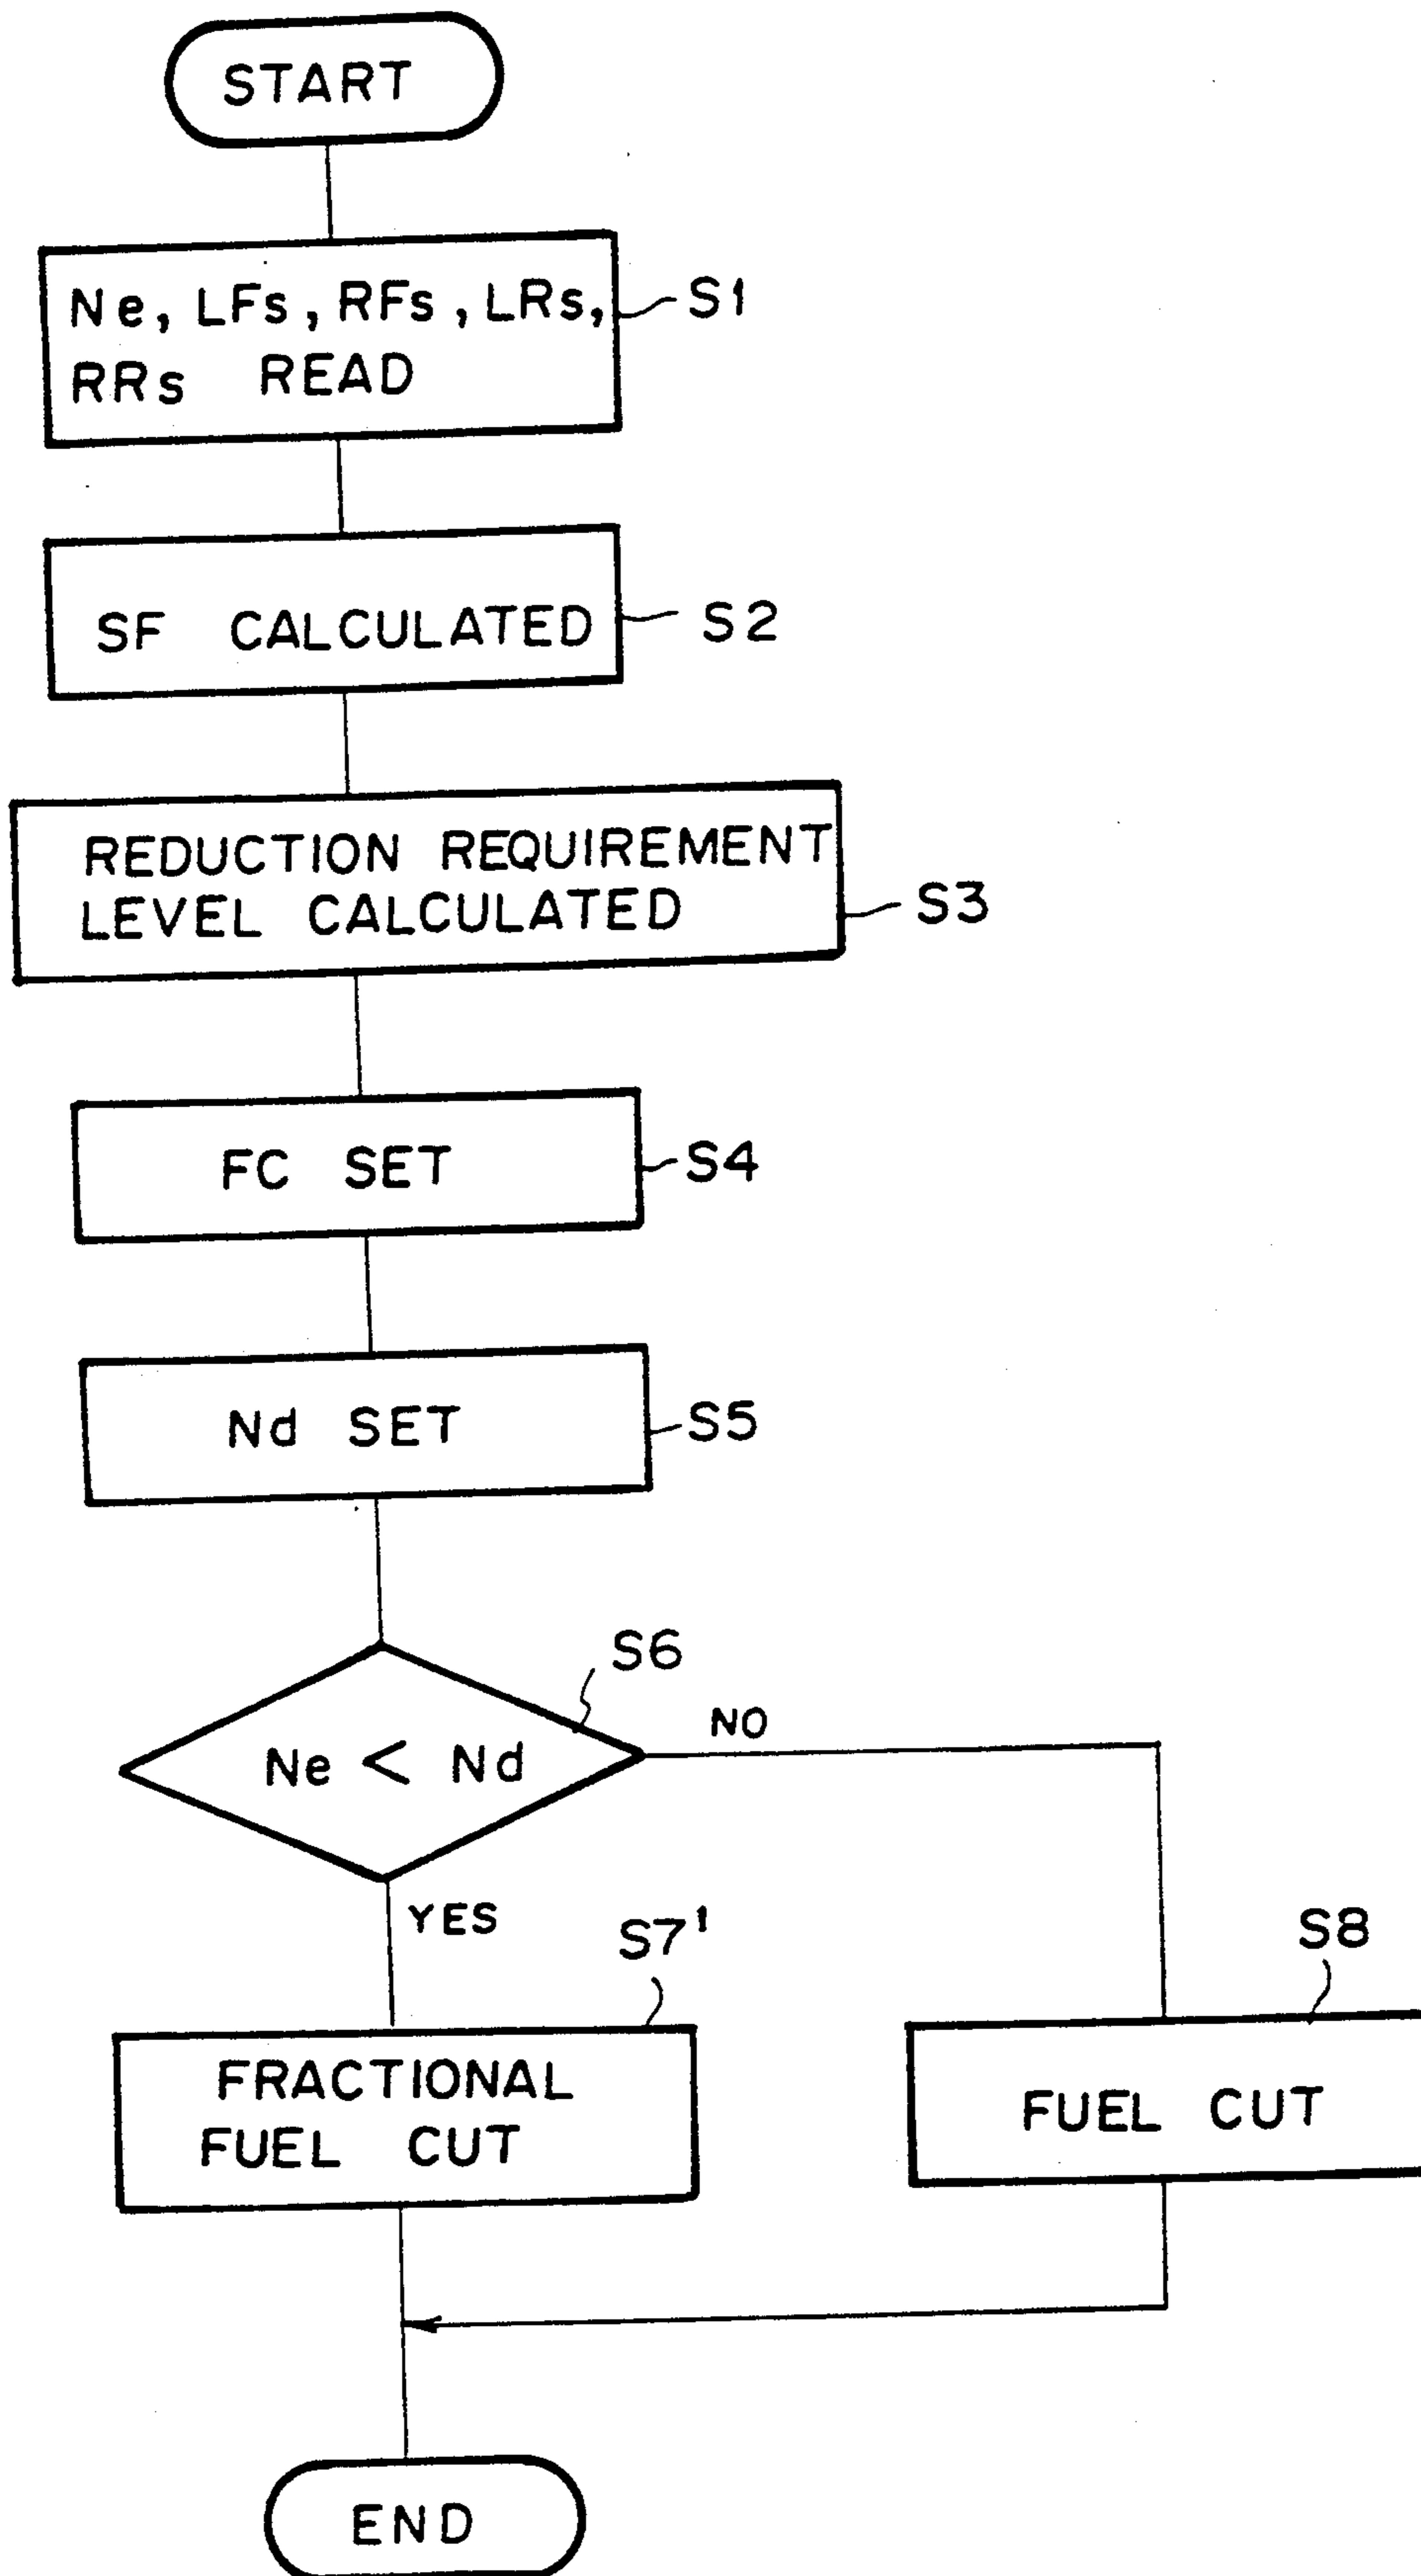 START
Ne, LFs, RFs, LRs,
RRs READ
S1
SF CALCULATED
S2
REDUCTION REQUIREMENT
LEVEL CALCULATED
S3
FC SET
S4
Nd SET
S5
S6
Ne < Nd
NO
YES
S7'
FRACTIONAL
FUEL CUT
S8
FUEL CUT
END